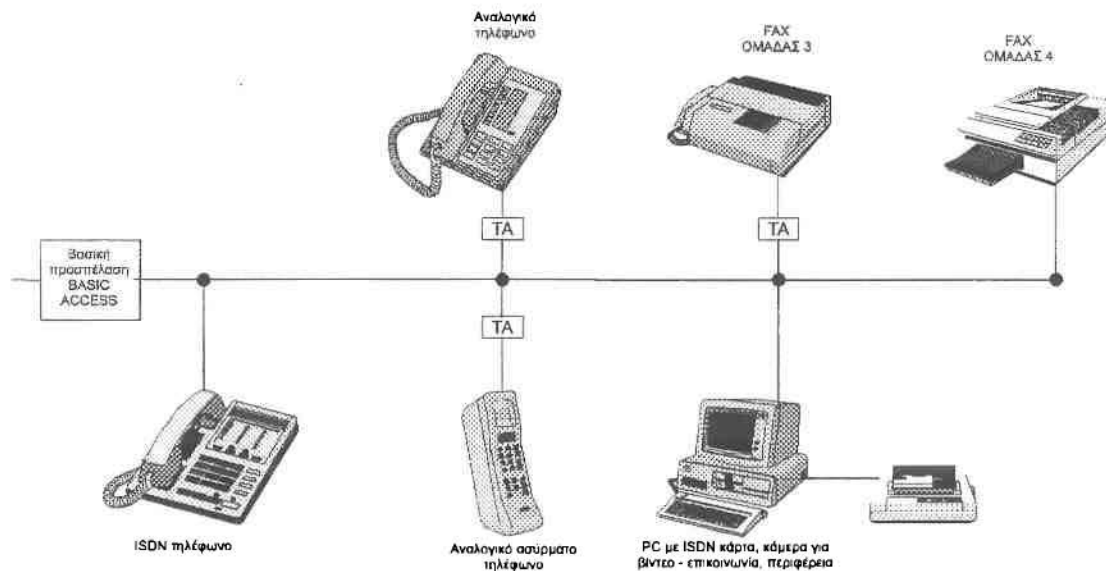 Αναλογικό
τηλέφωνο
FAX
ΟΜΑΔΑΣ 3
FAX
ΟΜΑΔΑΣ 4
TA
TA
Βασική
προσπέλαση
BASIC
ACCESS
TA
ISDN τηλέφωνο
Αναλογικό ασύρματο
τηλέφωνο
PC με ISDN κάρτα, κάμερα για
βίντεο - επικοινωνία, περιφέρεια